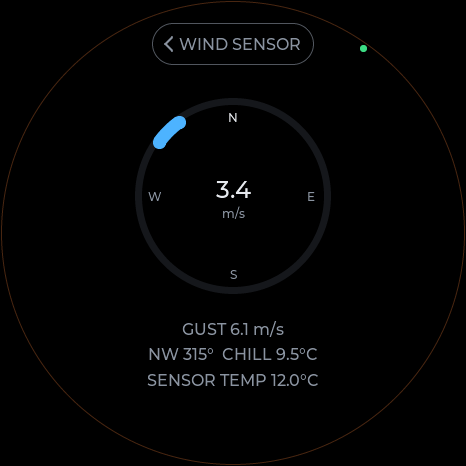 WIND SENSOR
N
W
3.4
E
m/s
S
GUST 6.1 m/s
NW 315° CHILL 9.5°C
SENSOR TEMP 12.0°C